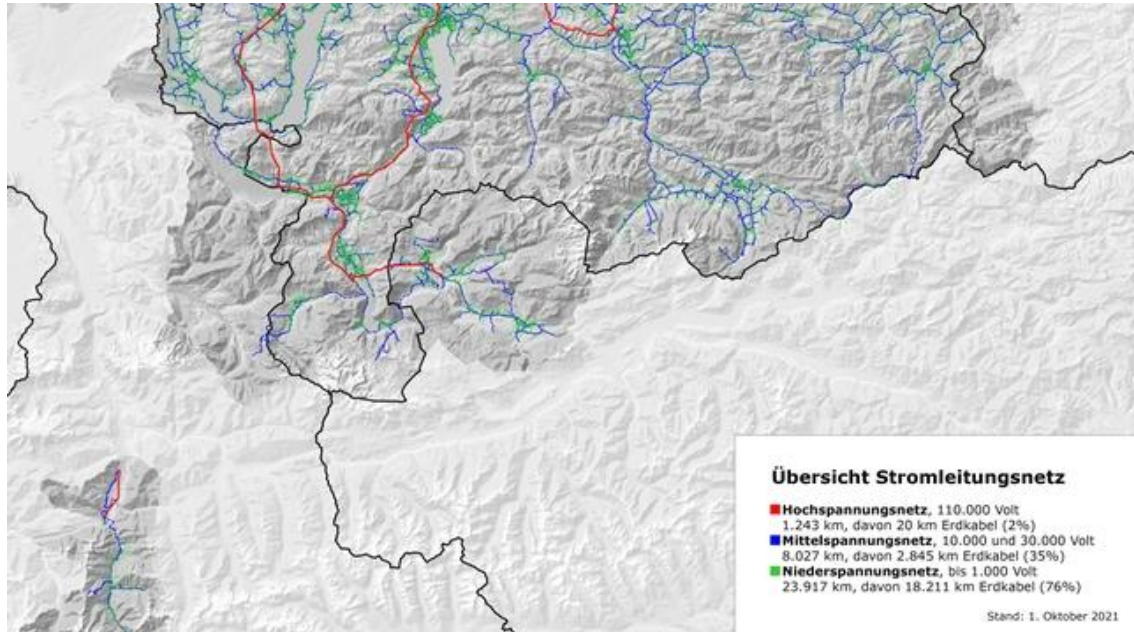 Übersicht Stromleitungsnetz
Hochspannungsnetz, 110.000 Volt
1.243 km, davon 20 km Erdkabel (2%)
Mittelspannungsnetz, 10.000 und 30.000 Volt
8.027 km, davon 2.845 km Erdkabel (35%)
Niederspannungsnetz, bis 1.000 Volt
23.917 km, davon 18.211 km Erdkabel (76%)
Stand: 1. Oktober 2021